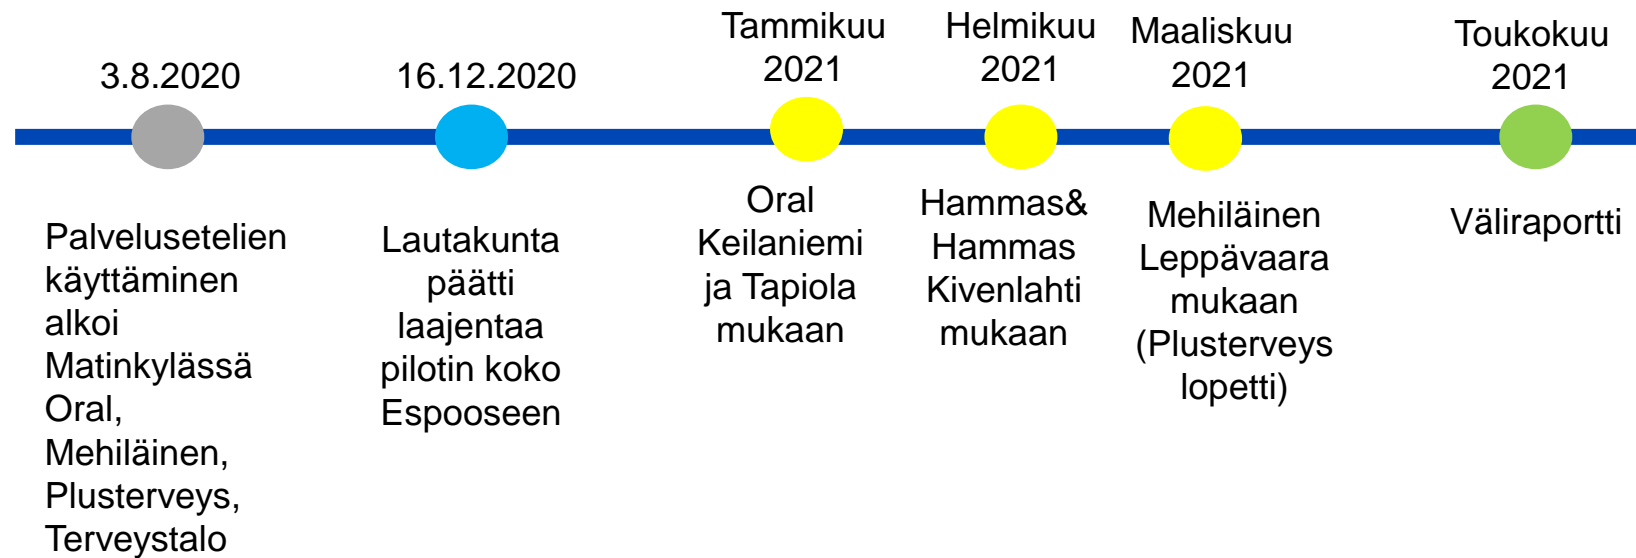 3.8.2020
Palvelusetelien
käyttäminen
alkoi
Matinkylässä
Oral,
Mehiläinen,
Plusterveys,
Terveystalo
16.12.2020
Lautakunta
päätti
laajentaa
pilotin koko
Espooseen
Tammikuu
2021
Oral
Keilaniemi
ja Tapiola
mukaan
Helmikuu
2021
Hammas&
Hammas
Kivenlahti
mukaan
Maaliskuu
2021
Mehiläinen
Leppävaara
mukaan
(Plusterveys
lopetti)
Toukokuu
2021
Väliraportti